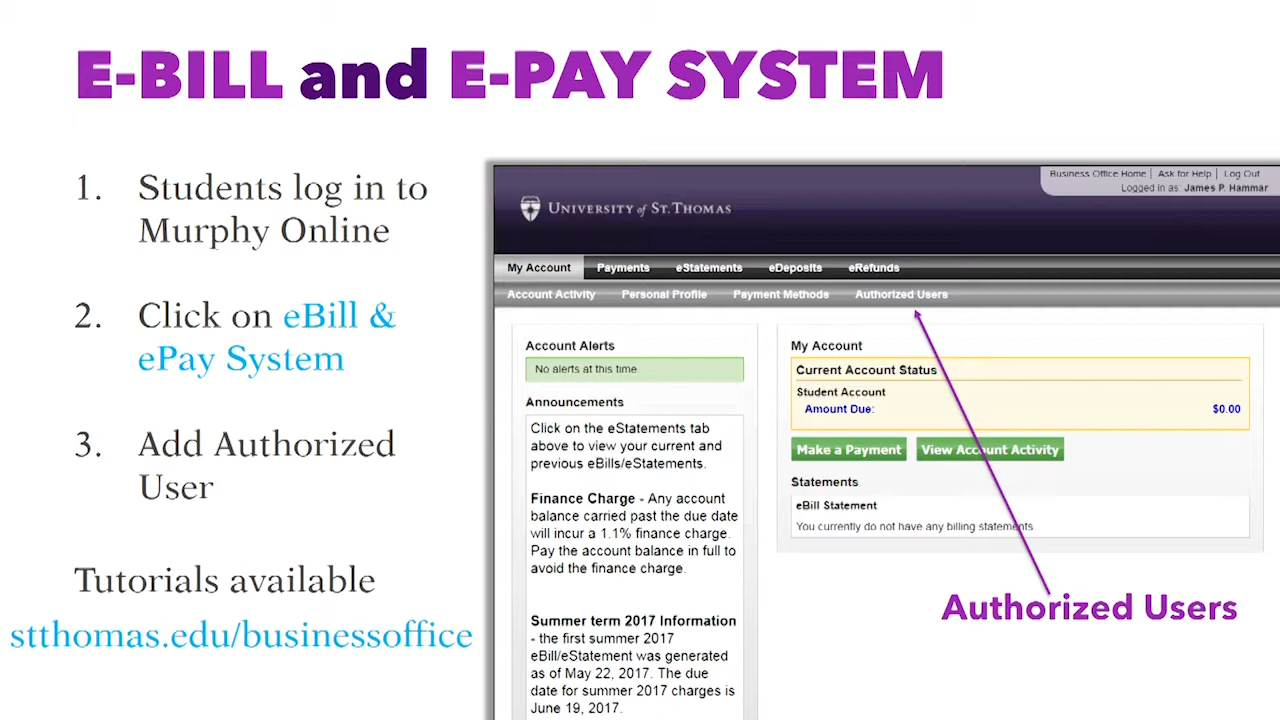 E-BILL and E-PAY SYSTEM
1. Students log in to
Murphy Online
2. Click on eBill &
ePay System
3. Add Authorized
User
Tutorials available
stthomas.edu/businessoffice
Business Office Home | Ask for Help | Log Out
Logged in as: James P. Hammar
UNIVERSITY of ST. THOMAS
My Account Payments eStatements eDeposits eRefunds
Account Activity Personal Profile Payment Methods Authorized Users
Account Alerts
No alerts at this time.
Announcements
Click on the eStatements tab
above to view your current and
previous eBills/eStatements.
Finance Charge - Any account
balance carried past the due date
will incur a 1.1% finance charge.
Pay the account balance in full to
avoid the finance charge.
Summer term 2017 Information
- the first summer 2017
eBill/eStatement was generated
as of May 22, 2017. The due
date for summer 2017 charges is
June 19, 2017.
My Account
Current Account Status
Student Account
Amount Due: $0.00
Make a Payment View Account Activity
Statements
eBill Statement
You currently do not have any billing statements
Authorized Users